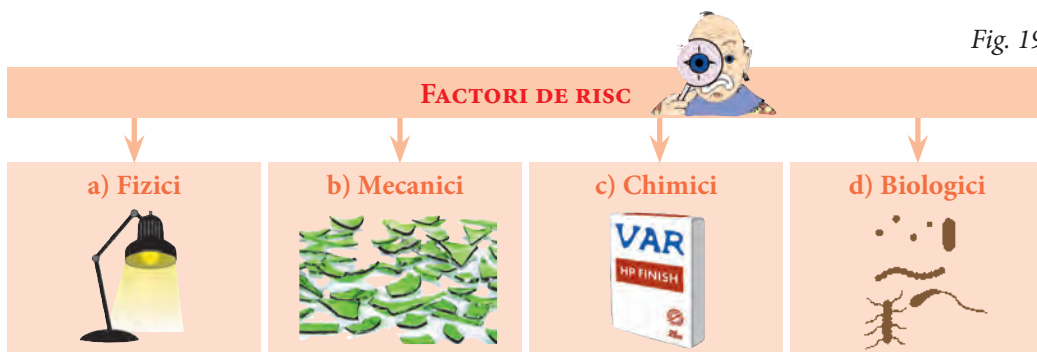 Fig. 19
Factori de risc
a) Fizici
b) Mecanici
c) Chimici
d) Biologici
VAR
HP FINISH